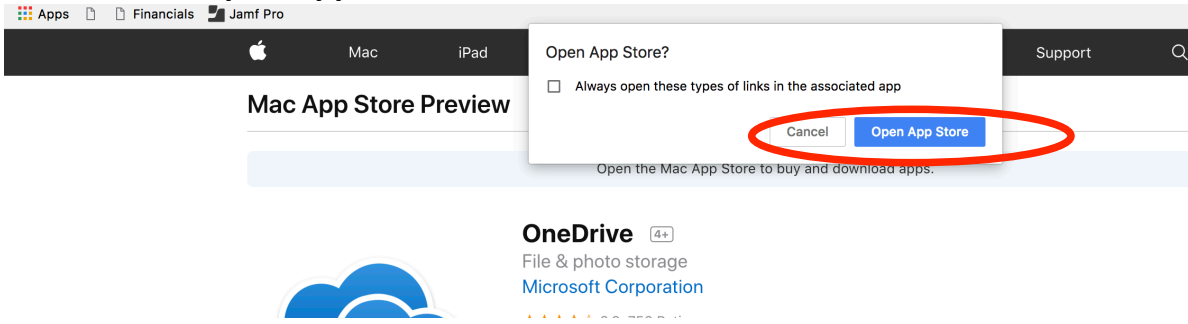 Apps Financials Jamf Pro
Mac iPad Support
Open App Store?
Always open these types of links in the associated app
Cancel Open App Store
Mac App Store Preview
Open the Mac App Store to buy and download apps.
OneDrive 4+
File & photo storage
Microsoft Corporation